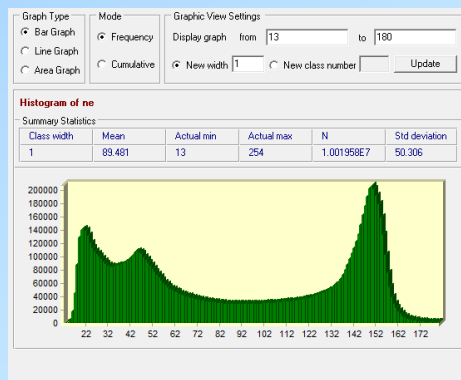 Graph Type
Bar Graph
Line Graph
Area Graph
Mode
Frequency
Cumulative
Graphic View Settings
Display graph from 13 to 180
New width 1 New class number Update
Histogram of ne
Summary Statistics
Class width Mean Actual min Actual max N Std deviation
1 89.481 13 254 1.001958E7 50.306
200000
180000
160000
140000
120000
100000
80000
60000
40000
20000
0
22 32 42 52 62 72 82 92 102 112 122 132 142 152 162 172